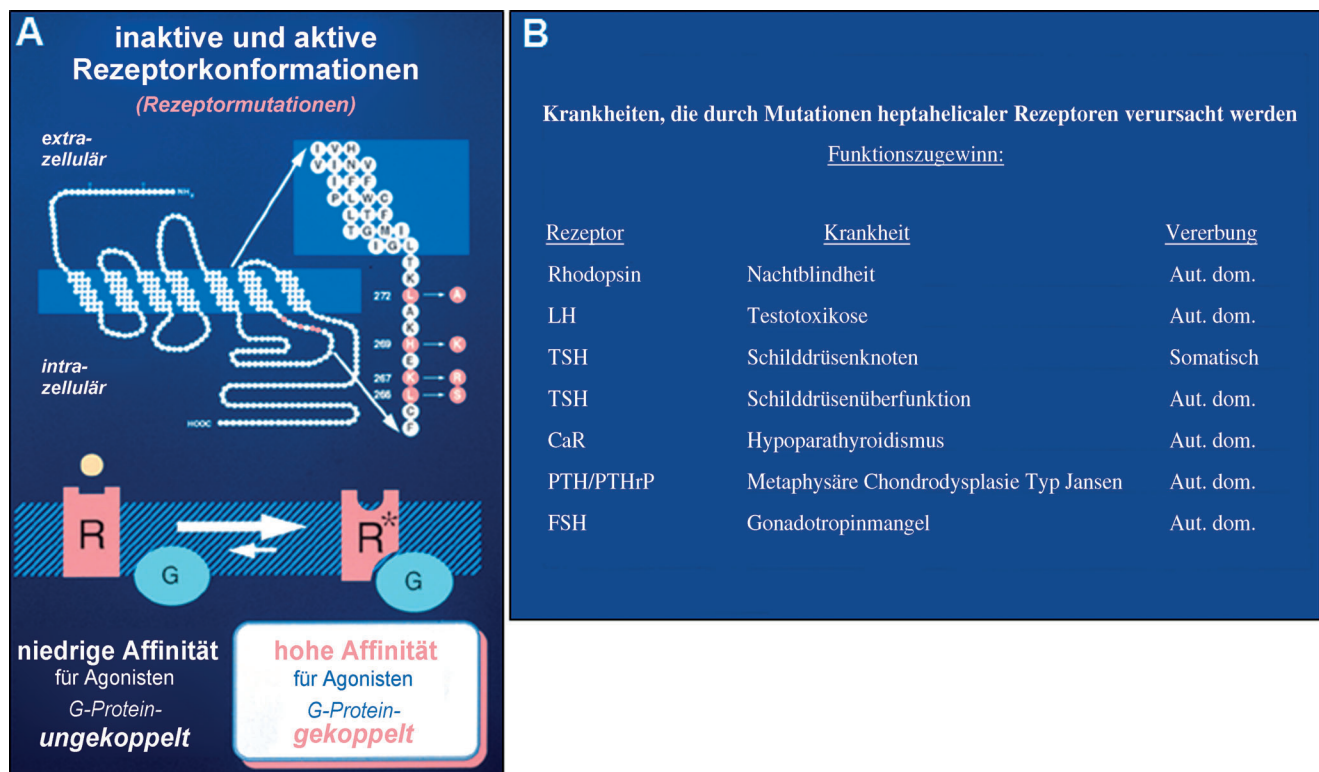 A
inaktive und aktive
Rezeptorkonformationen
(Rezeptormutationen)
extra-
zellulär
NH2
I V H
V I N V
I F F
P L W C
L T F
T G M I
I G L
T
K
272 L A
A
K
269 H K
E
267 K R
266 L S
C
F
intra-
zellulär
HOOC
R
G
R*
G
niedrige Affinität
für Agonisten
G-Protein-
ungekoppelt
hohe Affinität
für Agonisten
G-Protein-
gekoppelt
B
Krankheiten, die durch Mutationen heptahelicaler Rezeptoren verursacht werden
Funktionszugewinn:
Rezeptor Krankheit Vererbung
Rhodopsin Nachtblindheit Aut. dom.
LH Testotoxikose Aut. dom.
TSH Schilddrüsenknoten Somatisch
TSH Schilddrüsenüberfunktion Aut. dom.
CaR Hypoparathyroidismus Aut. dom.
PTH/PTHrP Metaphysäre Chondrodysplasie Typ Jansen Aut. dom.
FSH Gonadotropinmangel Aut. dom.